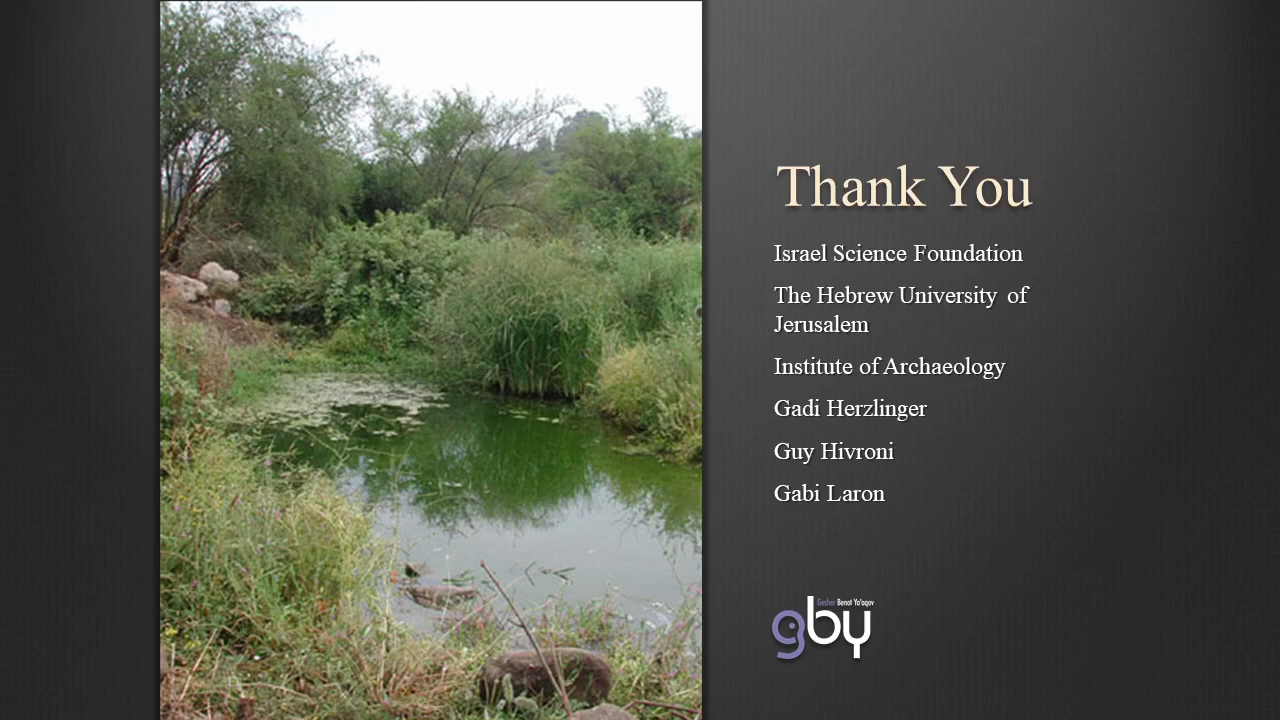 Thank You
Israel Science Foundation
The Hebrew University of
Jerusalem
Institute of Archaeology
Gadi Herzlinger
Guy Hivroni
Gabi Laron
Gesher Benot Ya'aqov
gby